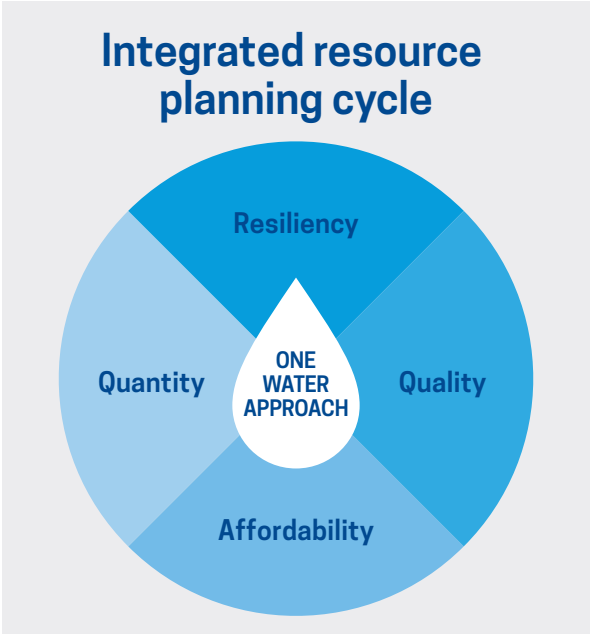 Integrated resource
planning cycle
Resiliency
Quantity
ONE
WATER
APPROACH
Quality
Affordability